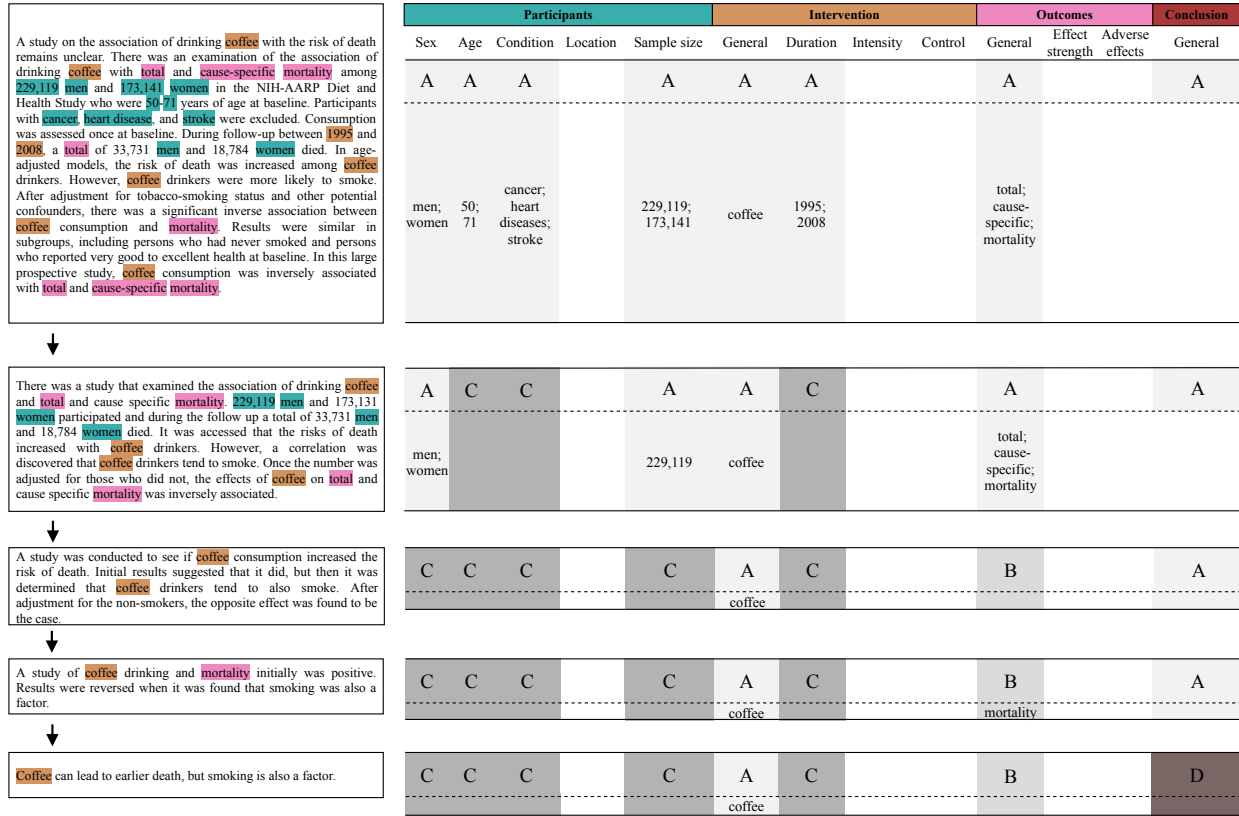 Participants Intervention Outcomes Conclusion
Sex Age Condition Location Sample size General Duration Intensity Control General Effect strength Adverse effects General
A study on the association of drinking coffee with the risk of death
remains unclear. There was an examination of the association of
drinking coffee with total and cause-specific mortality among
229,119 men and 173,141 women in the NIH-AARP Diet and
Health Study who were 50-71 years of age at baseline. Participants
with cancer, heart disease, and stroke were excluded. Consumption
was assessed once at baseline. During follow-up between 1995 and
2008, a total of 33,731 men and 18,784 women died. In age-
adjusted models, the risk of death was increased among coffee
drinkers. However, coffee drinkers were more likely to smoke.
After adjustment for tobacco-smoking status and other potential
confounders, there was a significant inverse association between
coffee consumption and mortality. Results were similar in
subgroups, including persons who had never smoked and persons
who reported very good to excellent health at baseline. In this large
prospective study, coffee consumption was inversely associated
with total and cause-specific mortality.
A A A A A A A A
men; women
50; 71
cancer; heart diseases; stroke
229,119; 173,141
coffee
1995; 2008
total; cause-specific; mortality
There was a study that examined the association of drinking coffee
and total and cause specific mortality. 229,119 men and 173,131
women participated and during the follow up a total of 33,731 men
and 18,784 women died. It was accessed that the risks of death
increased with coffee drinkers. However, a correlation was
discovered that coffee drinkers tend to smoke. Once the number was
adjusted for those who did not, the effects of coffee on total and
cause specific mortality was inversely associated.
A C C A A C A A
men; women
229,119
coffee
total; cause-specific; mortality
A study was conducted to see if coffee consumption increased the
risk of death. Initial results suggested that it did, but then it was
determined that coffee drinkers tend to also smoke. After
adjustment for the non-smokers, the opposite effect was found to be
the case.
C C C C A C B A
coffee
A study of coffee drinking and mortality initially was positive.
Results were reversed when it was found that smoking was also a
factor.
C C C C A C B A
coffee mortality
Coffee can lead to earlier death, but smoking is also a factor.
C C C C A C B D
coffee